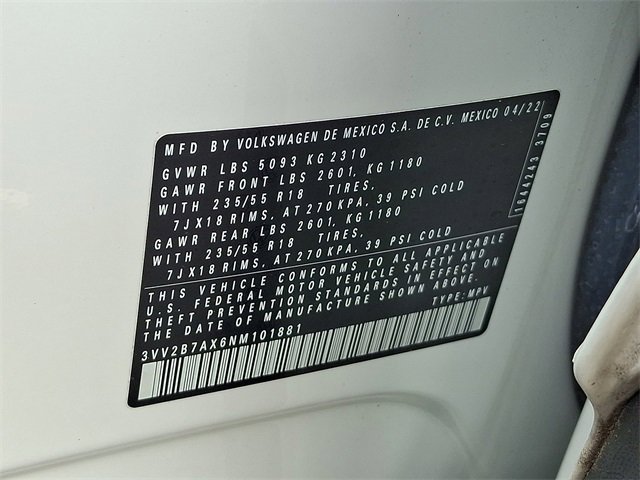 MFD BY VOLKSWAGEN DE MEXICO S.A. DE C.V. MEXICO 04/22
GVWR LBS 5093 KG 2310
GAWR FRONT LBS 2601, KG 1180
WITH 235/55 R18 TIRES,
7JX18 RIMS, AT 270 KPA, 39 PSI COLD
GAWR REAR LBS 2601, KG 1180
WITH 235/55 R18 TIRES,
7JX18 RIMS, AT 270 KPA, 39 PSI COLD
THIS VEHICLE CONFORMS TO ALL APPLICABLE
U.S. FEDERAL MOTOR VEHICLE SAFETY AND
THEFT PREVENTION STANDARDS IN EFFECT ON
THE DATE OF MANUFACTURE SHOWN ABOVE.
3VV2B7AX6NM101881 TYPE: MPV
1644243 3709